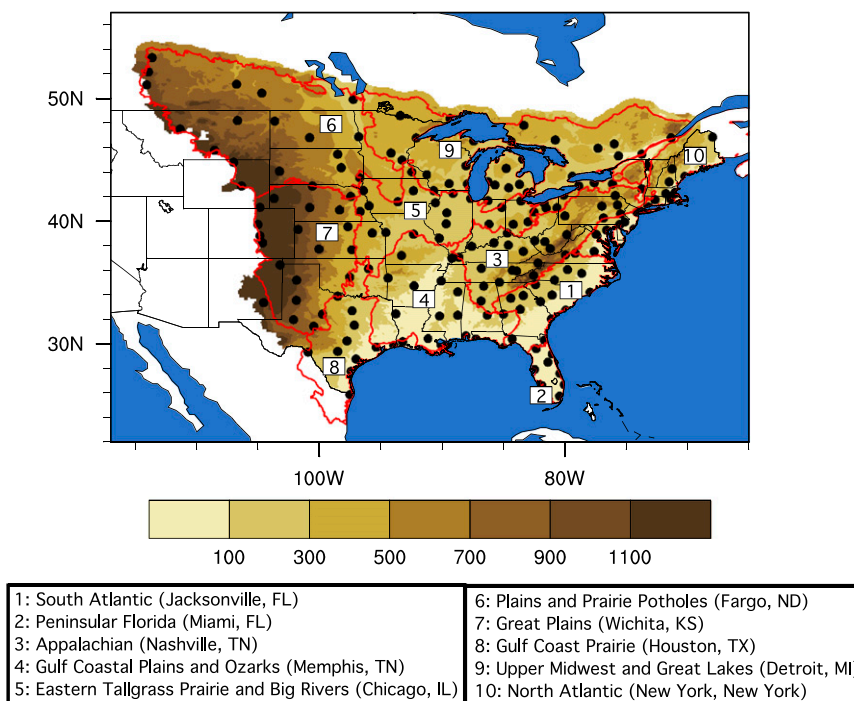 50N
40N
30N
6
9
10
5
7
3
1
4
8
2
100W
80W
100 300 500 700 900 1100
1: South Atlantic (Jacksonville, FL)
2: Peninsular Florida (Miami, FL)
3: Appalachian (Nashville, TN)
4: Gulf Coastal Plains and Ozarks (Memphis, TN)
5: Eastern Tallgrass Prairie and Big Rivers (Chicago, IL)
6: Plains and Prairie Potholes (Fargo, ND)
7: Great Plains (Wichita, KS)
8: Gulf Coast Prairie (Houston, TX)
9: Upper Midwest and Great Lakes (Detroit, MI)
10: North Atlantic (New York, New York)